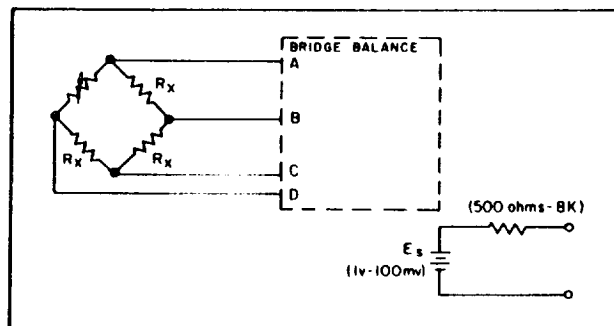 BRIDGE BALANCE
A
Rx
B
Rx
Rx
C
D
(500 ohms-8K)
Es
(1v-100mv)